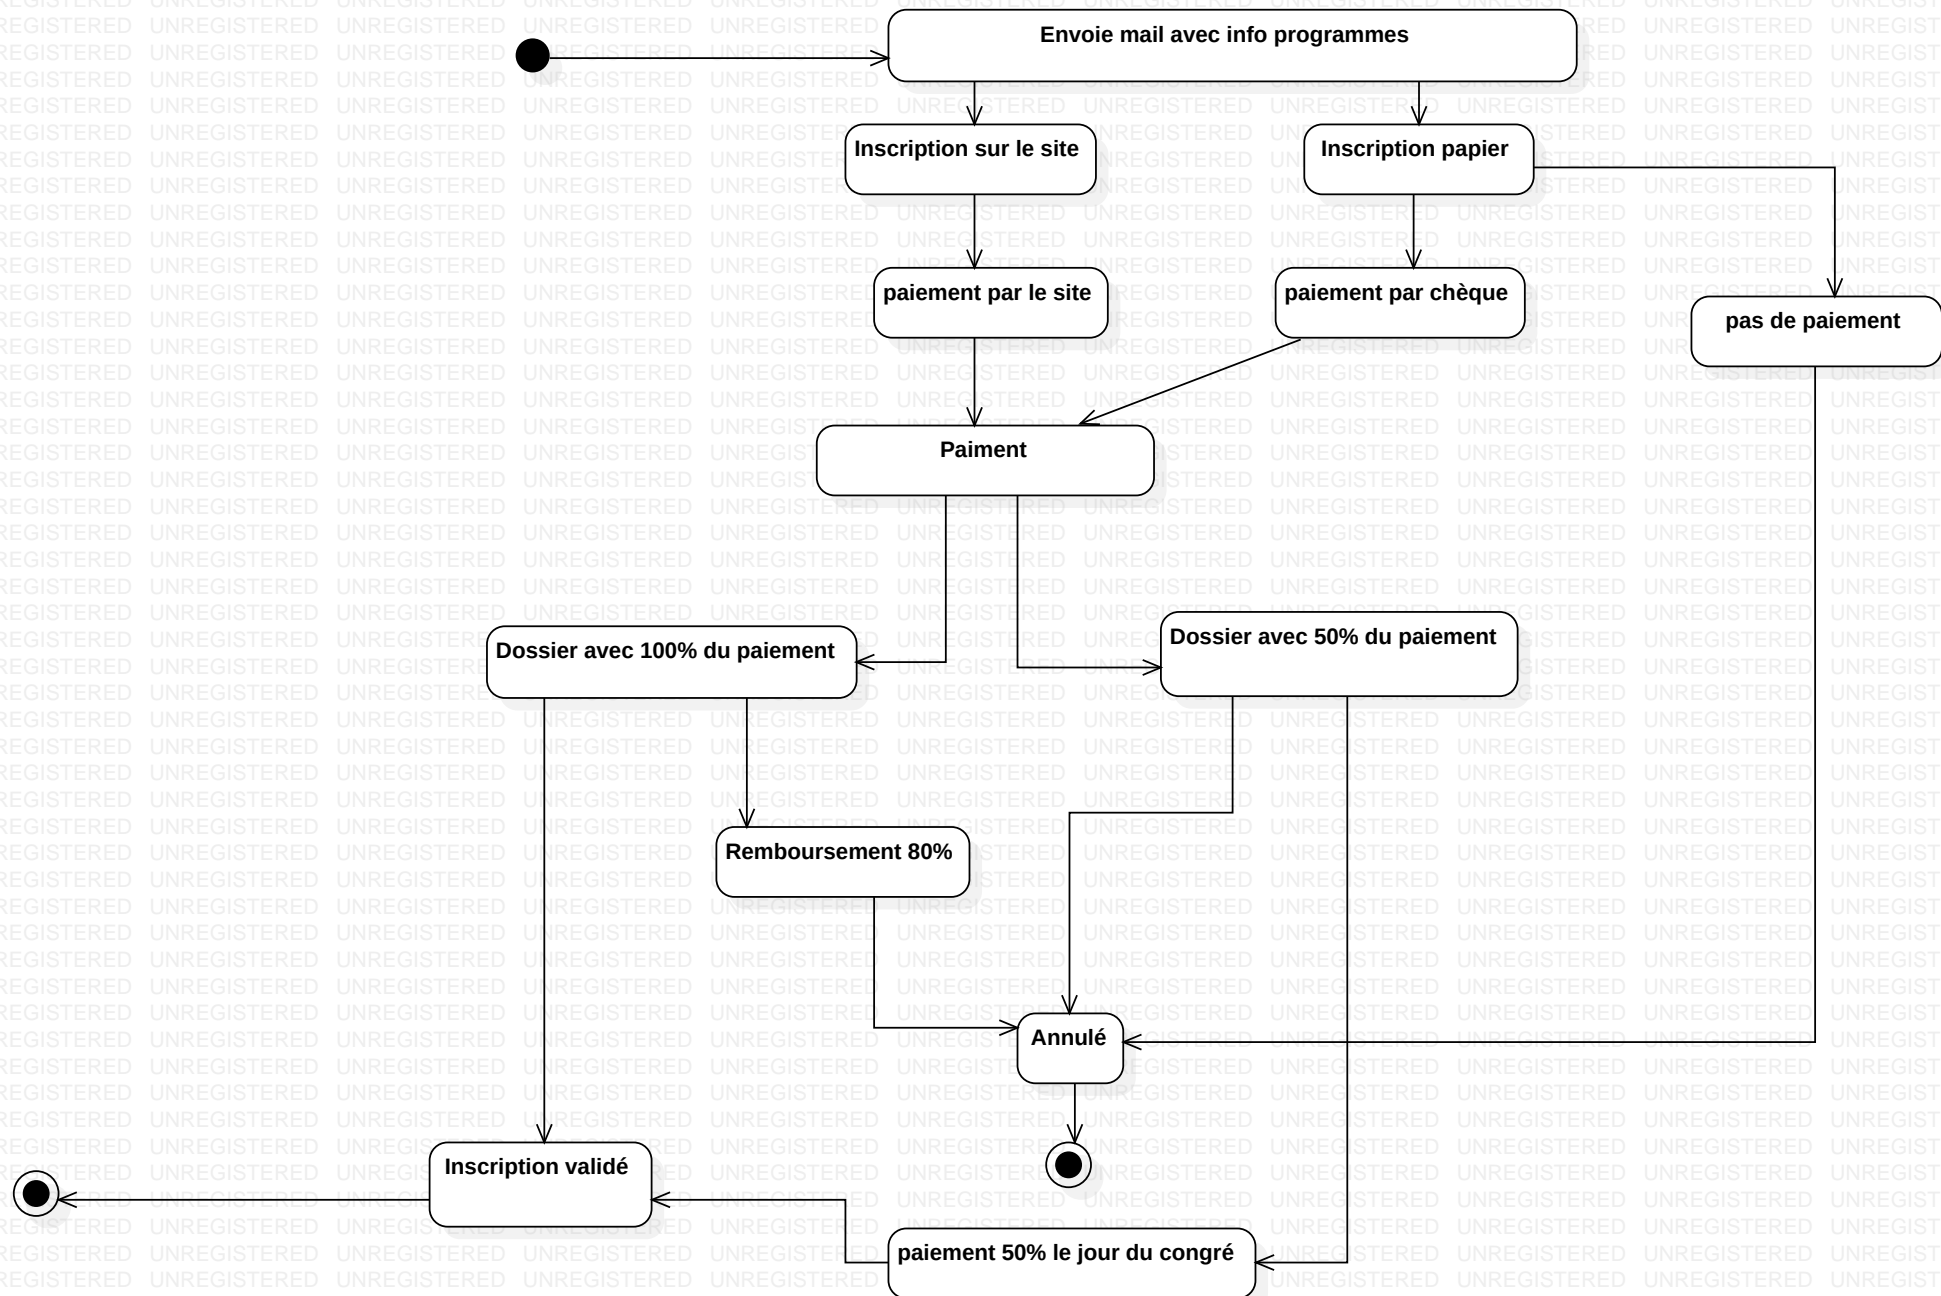 Envoie mail avec info programmes
Inscription sur le site
Inscription papier
paiement par le site
paiement par chèque
pas de paiement
Paiment
Dossier avec 100% du paiement
Dossier avec 50% du paiement
Remboursement 80%
Annulé
Inscription validé
paiement 50% le jour du congré
UNREGISTERED